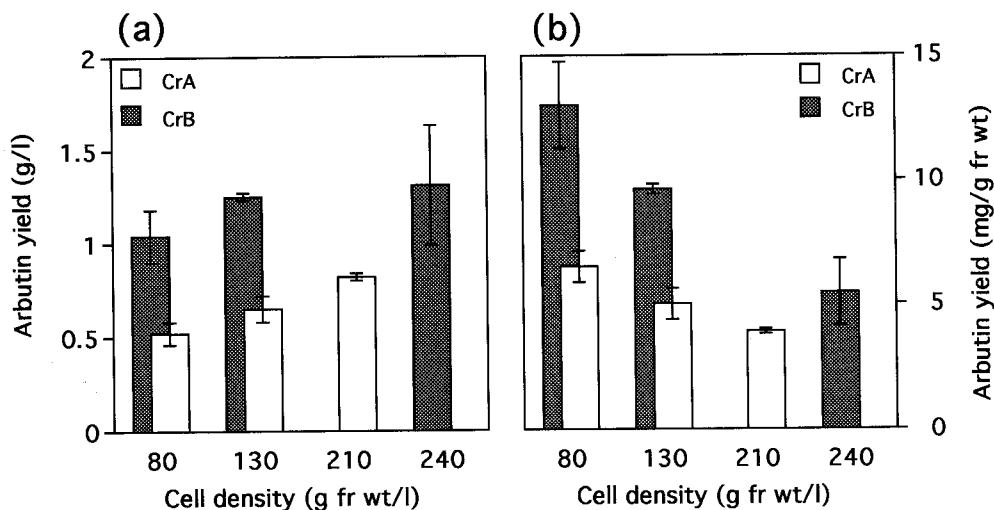 (a)
2
1.5
1
0.5
0
Arbutin yield (g/l)
CrA
CrB
80 130 210 240
Cell density (g fr wt/l)
(b)
CrA
CrB
15
10
5
0
Arbutin yield (mg/g fr wt)
80 130 210 240
Cell density (g fr wt/l)